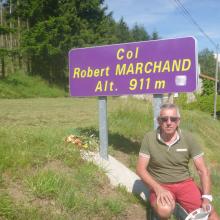 Col
Robert MARCHAND
Alt. 911 m